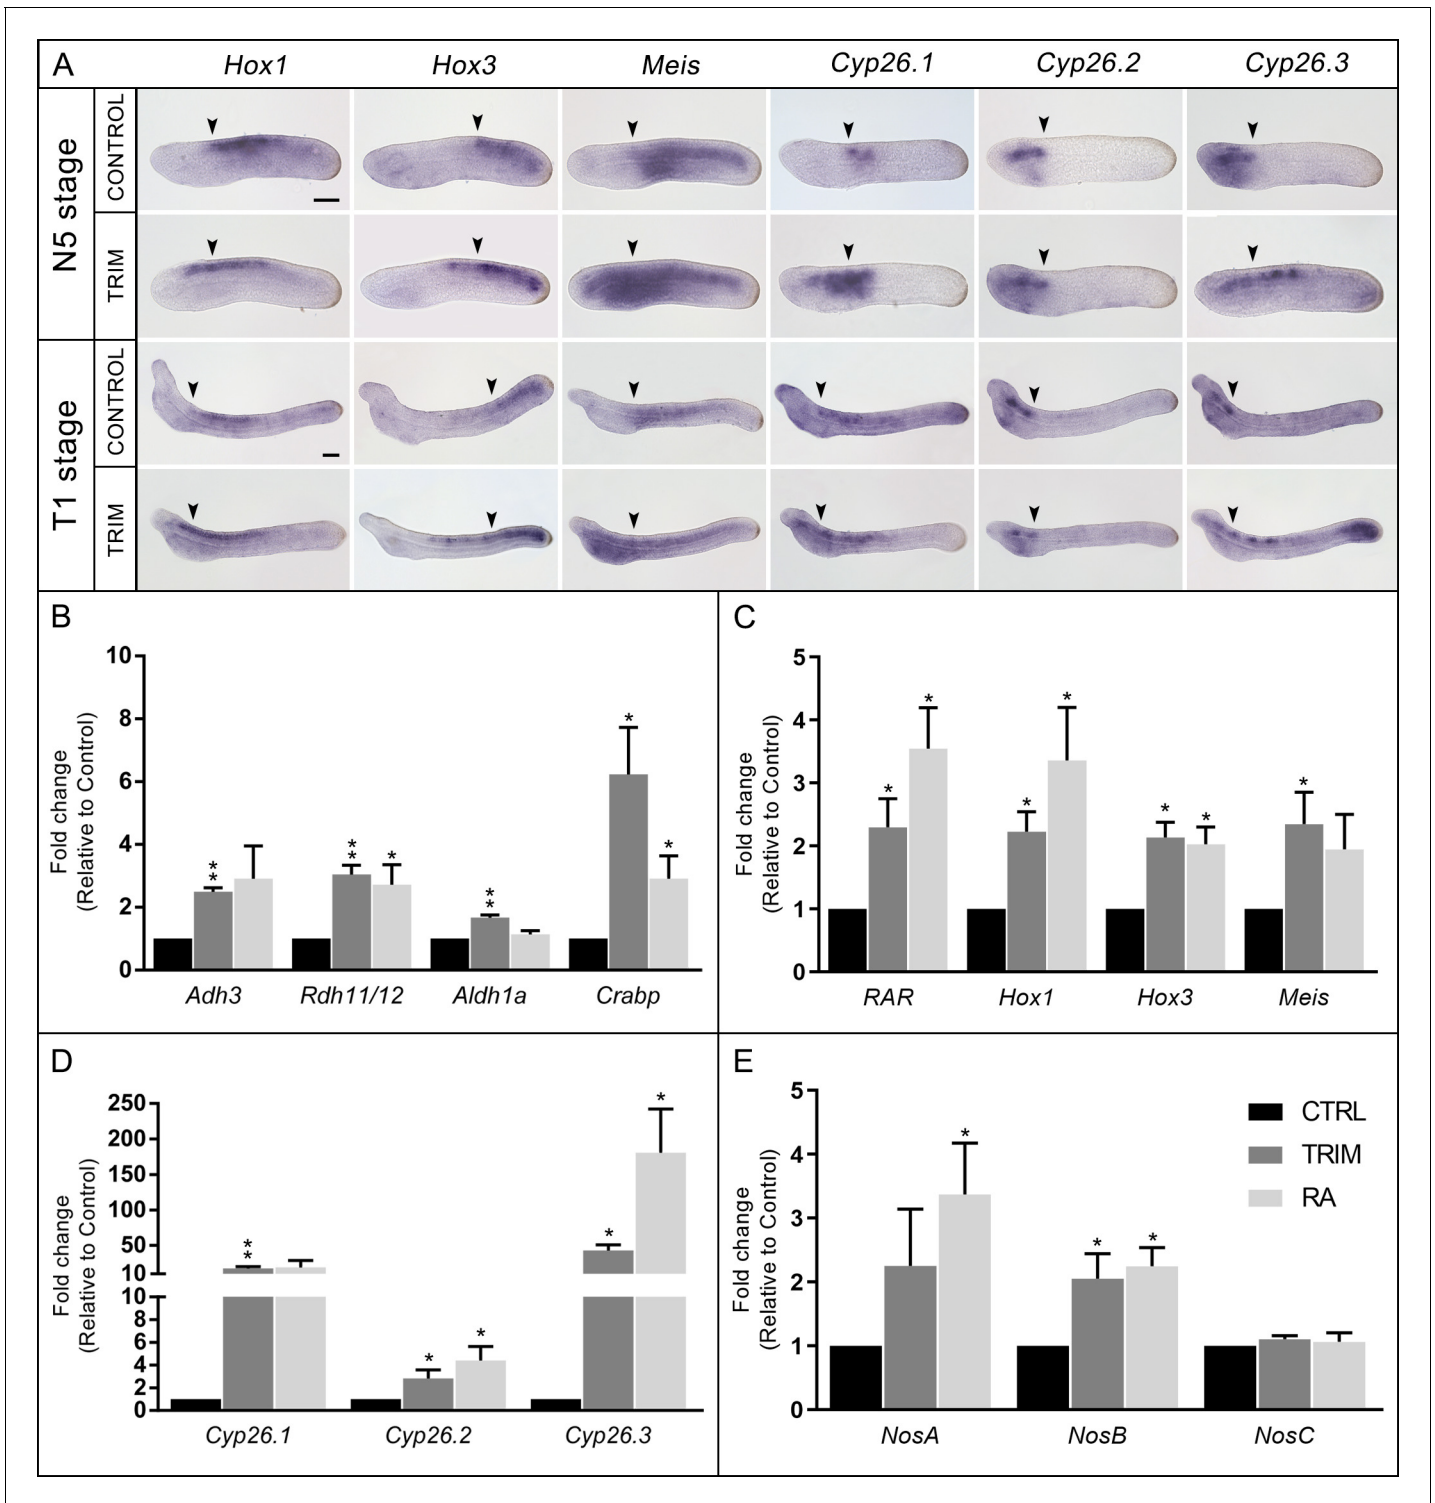 A
Hox1 Hox3 Meis Cyp26.1 Cyp26.2 Cyp26.3
N5 stage
CONTROL
TRIM
T1 stage
CONTROL
TRIM
B
Fold change
(Relative to Control)
10
8
6
4
2
0
** ** * ** * *
Adh3 Rdh11/12 Aldh1a Crabp
C
Fold change
(Relative to Control)
5
4
3
2
1
0
* * * * * * *
RAR Hox1 Hox3 Meis
D
Fold change
(Relative to Control)
250
200
150
100
50
10
10
8
6
4
2
0
** * * * *
Cyp26.1 Cyp26.2 Cyp26.3
E
Fold change
(Relative to Control)
5
4
3
2
1
0
* * *
CTRL
TRIM
RA
NosA NosB NosC